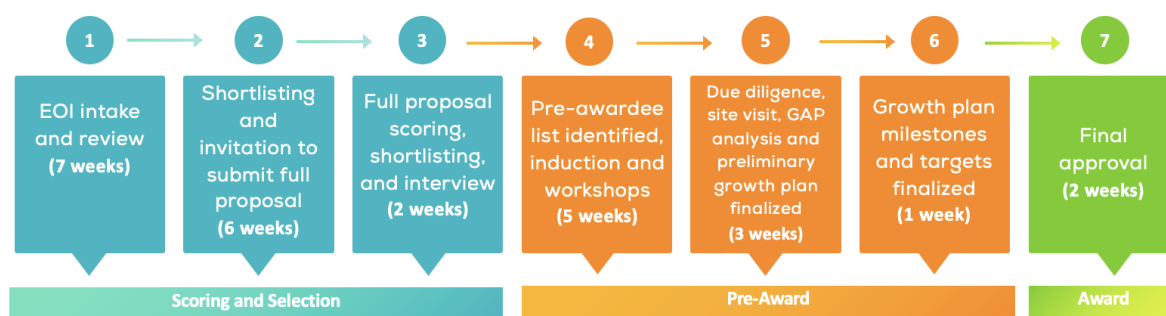 1
2
3
4
5
6
7
EOI intake
and review
(7 weeks)
Shortlisting
and
invitation to
submit full
proposal
(6 weeks)
Full proposal
scoring,
shortlisting,
and interview
(2 weeks)
Pre-awardee
list identified,
induction and
workshops
(5 weeks)
Due diligence,
site visit, GAP
analysis and
preliminary
growth plan
finalized
(3 weeks)
Growth plan
milestones
and targets
finalized
(1 week)
Final
approval
(2 weeks)
Scoring and Selection
Pre-Award
Award